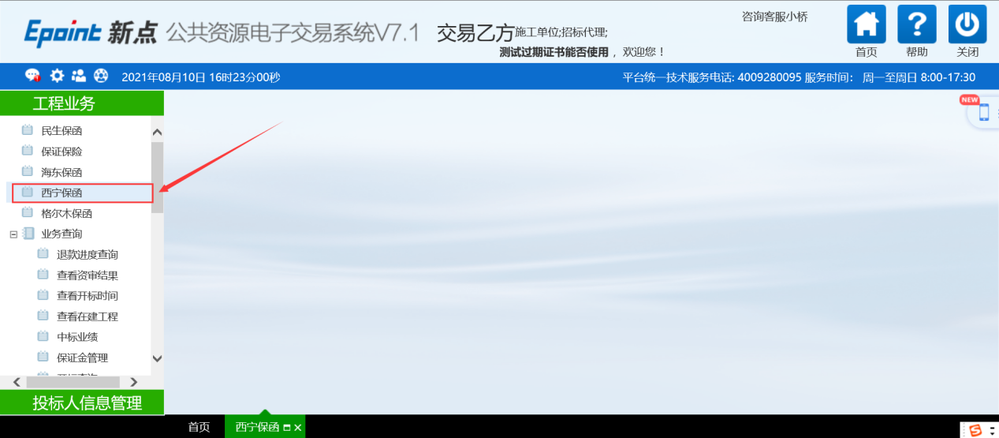 咨询客服小桥
Epoint 新点 公共资源电子交易系统V7.1 交易乙方施工单位;招标代理;
测试过期证书能否使用 ，欢迎您！
首页 帮助 关闭
2021年08月10日 16时23分00秒
平台统一技术服务电话: 4009280095 服务时间： 周一至周日 8:00-17:30
工程业务
NEW
民生保函
保证保险
海东保函
西宁保函
格尔木保函
业务查询
退款进度查询
查看资审结果
查看开标时间
查看在建工程
中标业绩
保证金管理
投标人信息管理
首页 西宁保函